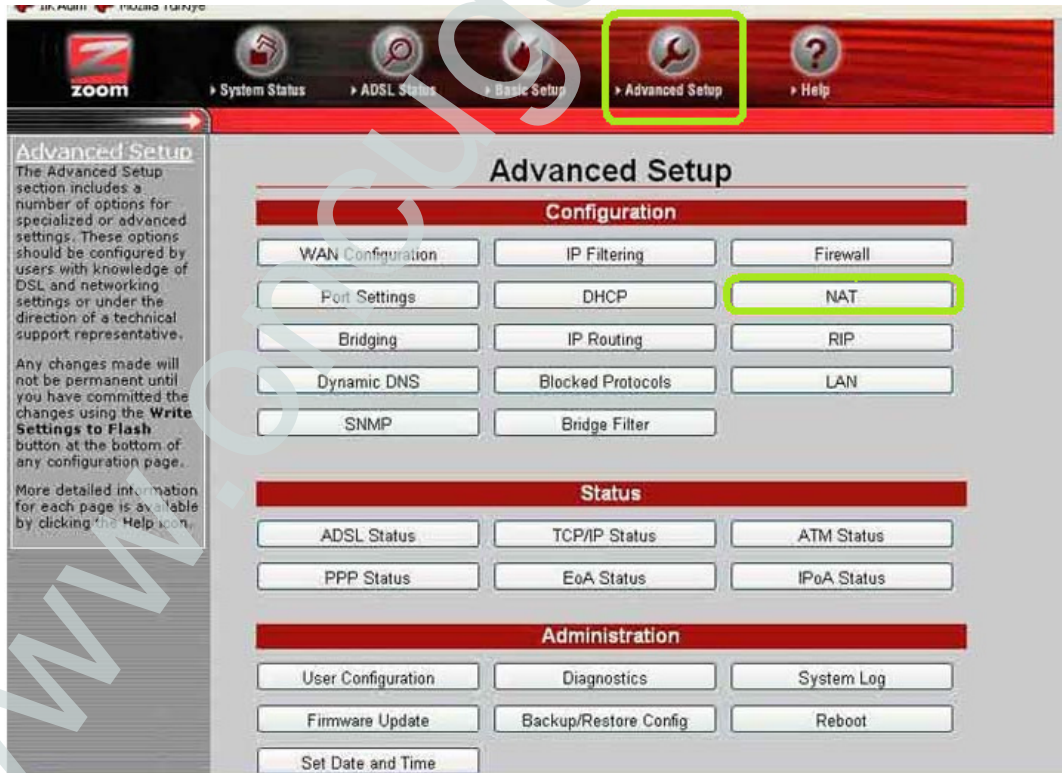 İlk Adım Mozilla Türkiye
zoom
System Status
ADSL Status
Basic Setup
Advanced Setup
Help
Advanced Setup
The Advanced Setup
section includes a
number of options for
specialized or advanced
settings. These options
should be configured by
users with knowledge of
DSL and networking
settings or under the
direction of a technical
support representative.
Any changes made will
not be permanent until
you have committed the
changes using the Write
Settings to Flash
button at the bottom of
any configuration page.
More detailed information
for each page is available
by clicking the Help icon.
Advanced Setup
Configuration
WAN Configuration
IP Filtering
Firewall
Port Settings
DHCP
NAT
Bridging
IP Routing
RIP
Dynamic DNS
Blocked Protocols
LAN
SNMP
Bridge Filter
Status
ADSL Status
TCP/IP Status
ATM Status
PPP Status
EoA Status
IPoA Status
Administration
User Configuration
Diagnostics
System Log
Firmware Update
Backup/Restore Config
Reboot
Set Date and Time